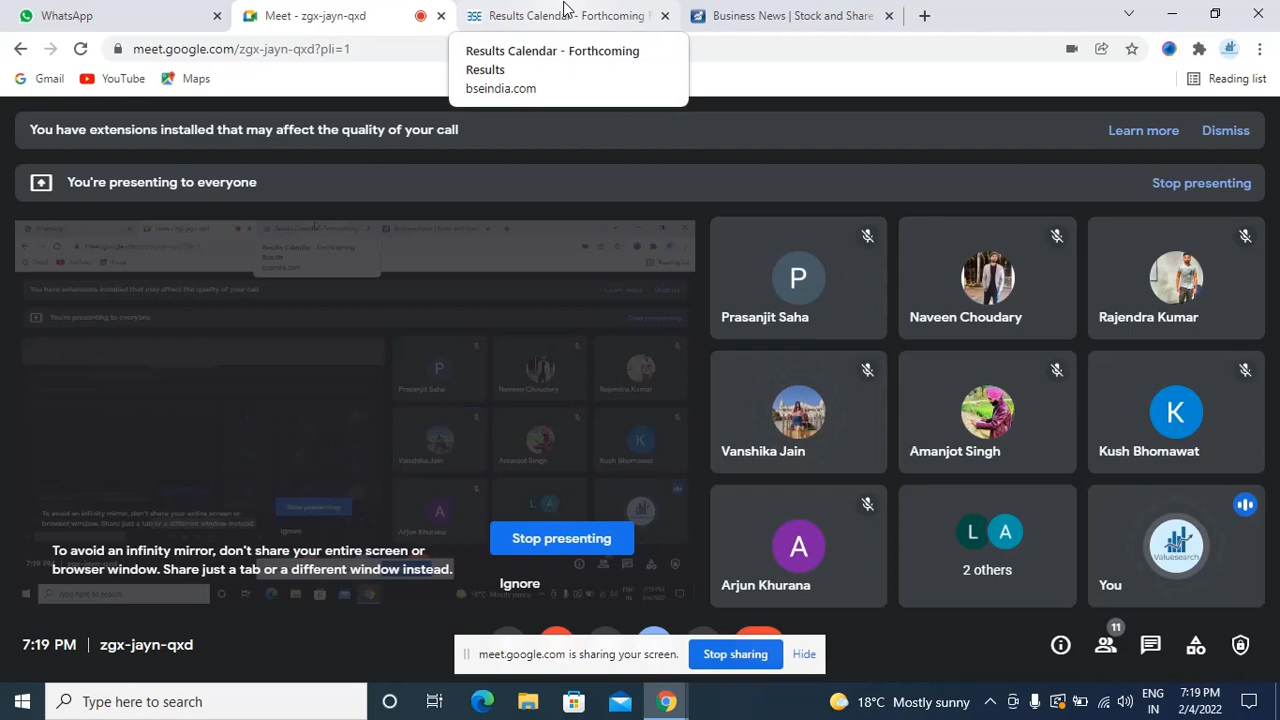 WhatsApp
Meet - zgx-jayn-qxd
Results Calendar - Forthcoming
Business News | Stock and Share
meet.google.com/zgx-jayn-qxd?pli=1
Gmail
YouTube
Maps
Reading list
Results Calendar - Forthcoming
Results
bseindia.com
You have extensions installed that may affect the quality of your call
Learn more
Dismiss
You're presenting to everyone
Stop presenting
P
Prasanjit Saha
Naveen Choudary
Rajendra Kumar
Vanshika Jain
Amanjot Singh
K
Kush Bhomawat
A
Arjun Khurana
L A
2 others
Valuesearch
You
To avoid an infinity mirror, don't share your entire screen or
browser window. Share just a tab or a different window instead.
Stop presenting
Ignore
7:19 PM | zgx-jayn-qxd
meet.google.com is sharing your screen.
Stop sharing
Hide
11
Type here to search
18°C Mostly sunny
ENG
IN
7:19 PM
2/4/2022